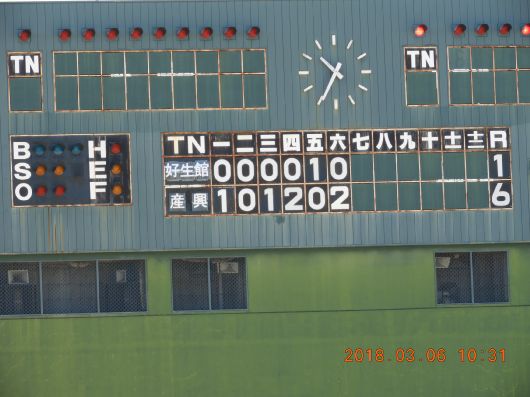 TN
TN
TN 一 二 三 四 五 六 七 八 九 十 土 土 R
好生館 0 0 0 0 1 0 1
産興 1 0 1 2 0 2 6
B H
S E
O F
2018.03.06 10:31